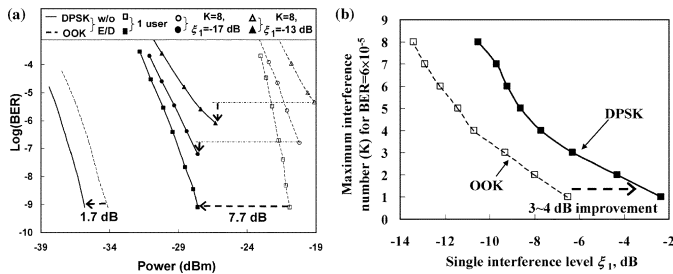 (a)
DPSK
OOK
w/o
E/D
1 user
K=8,
ξ1=-17 dB
K=8,
ξ1=-13 dB
Log(BER)
-4
-5
-6
-7
-8
-9
-10
1.7 dB
7.7 dB
-39
-34
-29
-24
-19
Power (dBm)
(b)
Maximum interference
number (K) for BER=6×10-5
9
8
7
6
5
4
3
2
1
0
DPSK
OOK
3~4 dB improvement
-14
-12
-10
-8
-6
-4
-2
Single interference level ξ1, dB